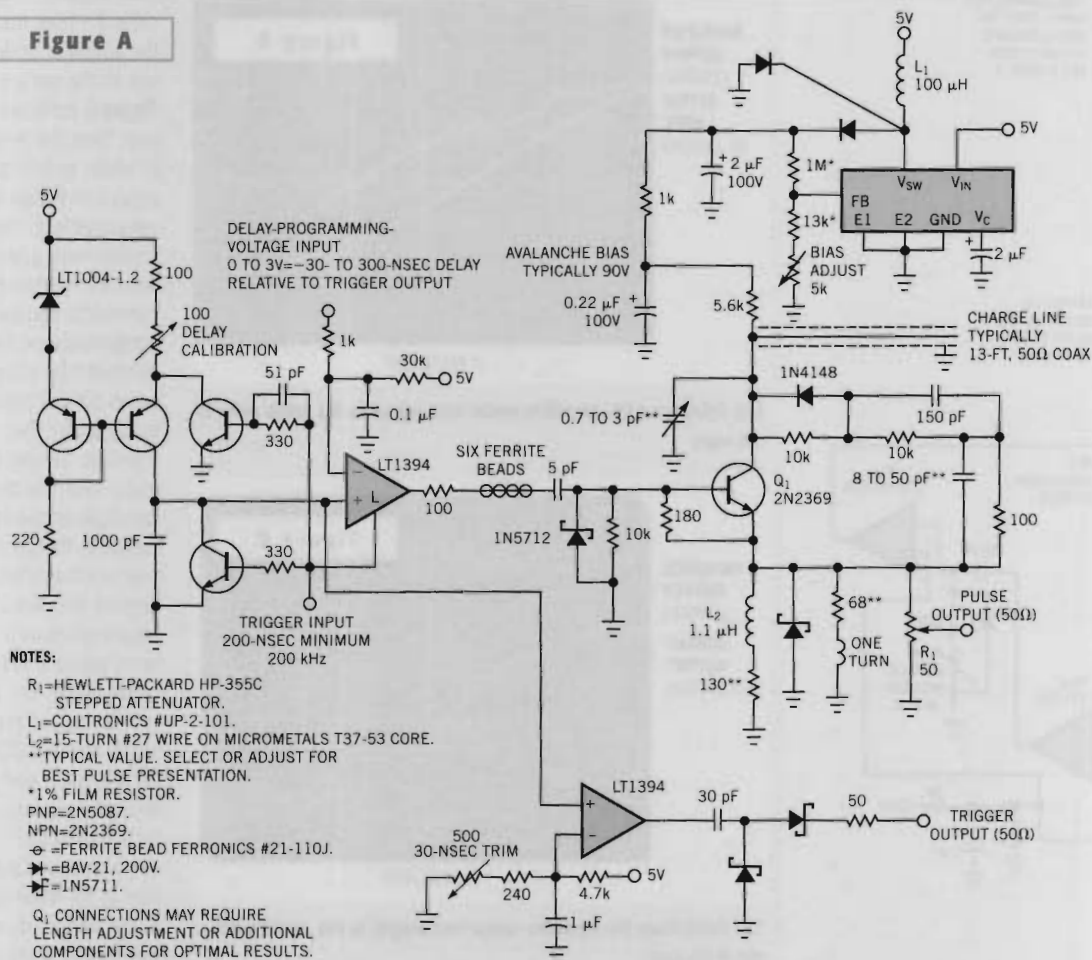 Figure A
5V
L1
100 μH
5V
5V
LT1004-1.2
100
100
DELAY
CALIBRATION
51 pF
330
DELAY-PROGRAMMING-
VOLTAGE INPUT
0 TO 3V=−30- TO 300-NSEC DELAY
RELATIVE TO TRIGGER OUTPUT
1k
30k
5V
0.1 μF
1k
2 μF
100V
1M*
13k*
VSW
VIN
FB
E1
E2
GND
VC
2 μF
AVALANCHE BIAS
TYPICALLY 90V
BIAS
ADJUST
5k
0.22 μF
100V
5.6k
CHARGE LINE
TYPICALLY
13-FT, 50Ω COAX
220
1000 pF
330
LT1394
−
+
L
100
SIX FERRITE
BEADS
5 pF
1N5712
10k
180
0.7 TO 3 pF**
1N4148
10k
10k
150 pF
8 TO 50 pF**
100
Q1
2N2369
TRIGGER INPUT
200-NSEC MINIMUM
200 kHz
L2
1.1 μH
130**
68**
ONE
TURN
PULSE
OUTPUT (50Ω)
R1
50
NOTES:
R1=HEWLETT-PACKARD HP-355C
STEPPED ATTENUATOR.
L1=COILTRONICS #UP-2-101.
L2=15-TURN #27 WIRE ON MICROMETALS T37-53 CORE.
**TYPICAL VALUE. SELECT OR ADJUST FOR
BEST PULSE PRESENTATION.
*1% FILM RESISTOR.
PNP=2N5087.
NPN=2N2369.
=FERRITE BEAD FERRONICS #21-110J.
=BAV-21, 200V.
=1N5711.
Q1 CONNECTIONS MAY REQUIRE
LENGTH ADJUSTMENT OR ADDITIONAL
COMPONENTS FOR OPTIMAL RESULTS.
500
30-NSEC TRIM
240
4.7k
5V
1 μF
+
−
LT1394
30 pF
50
TRIGGER
OUTPUT (50Ω)